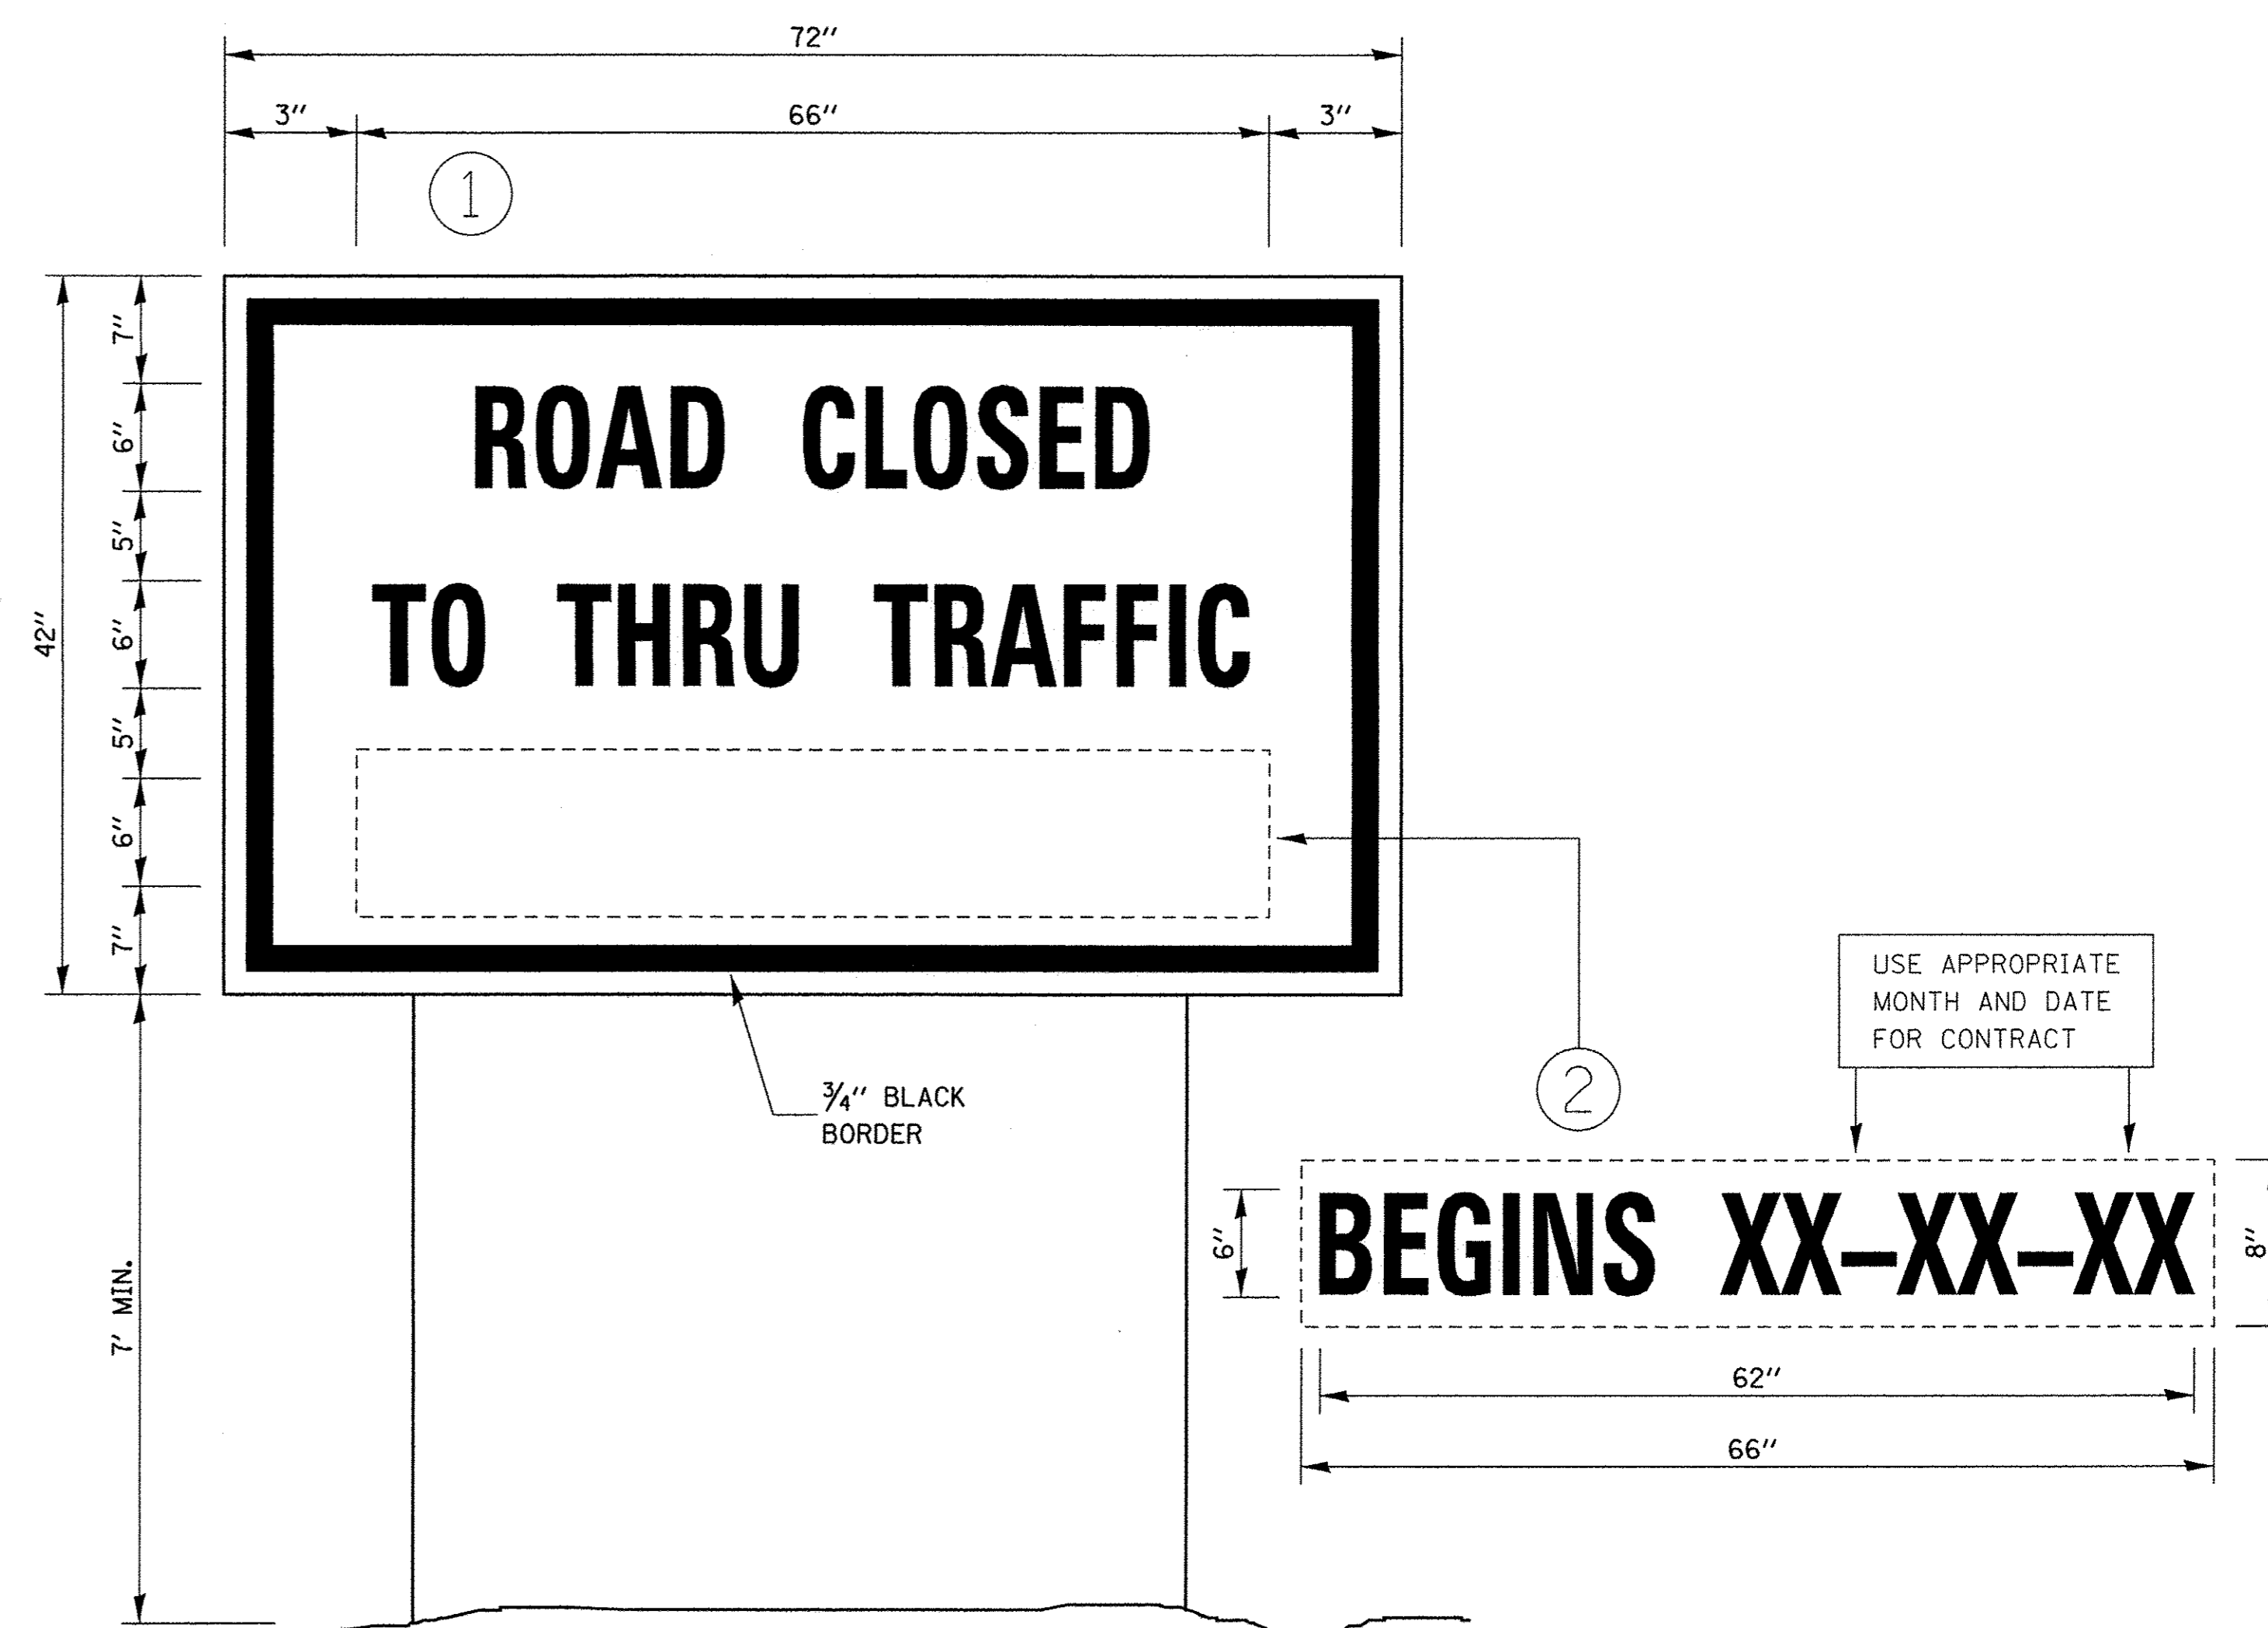 72"
3" 66" 3"
1
7"
6"
5"
6"
5"
6"
7"
42"
ROAD CLOSED
TO THRU TRAFFIC
3/4" BLACK
BORDER
7' MIN.
2
USE APPROPRIATE
MONTH AND DATE
FOR CONTRACT
6"
BEGINS XX-XX-XX
8"
62"
66"